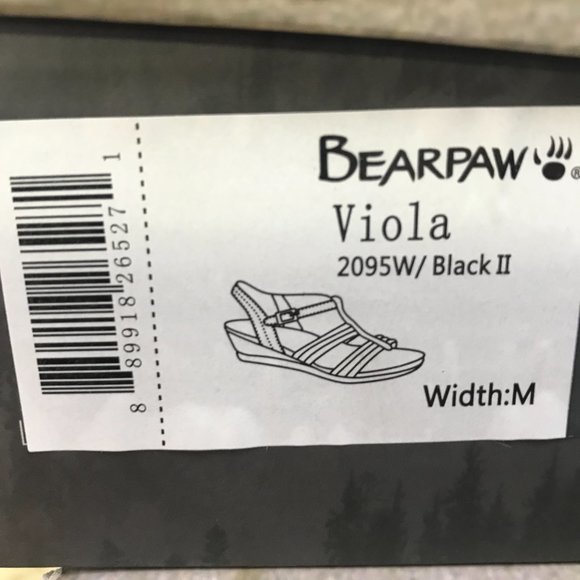 BEARPAW ®
Viola
2095W/ Black II
Width:M
8 89918 26527 1